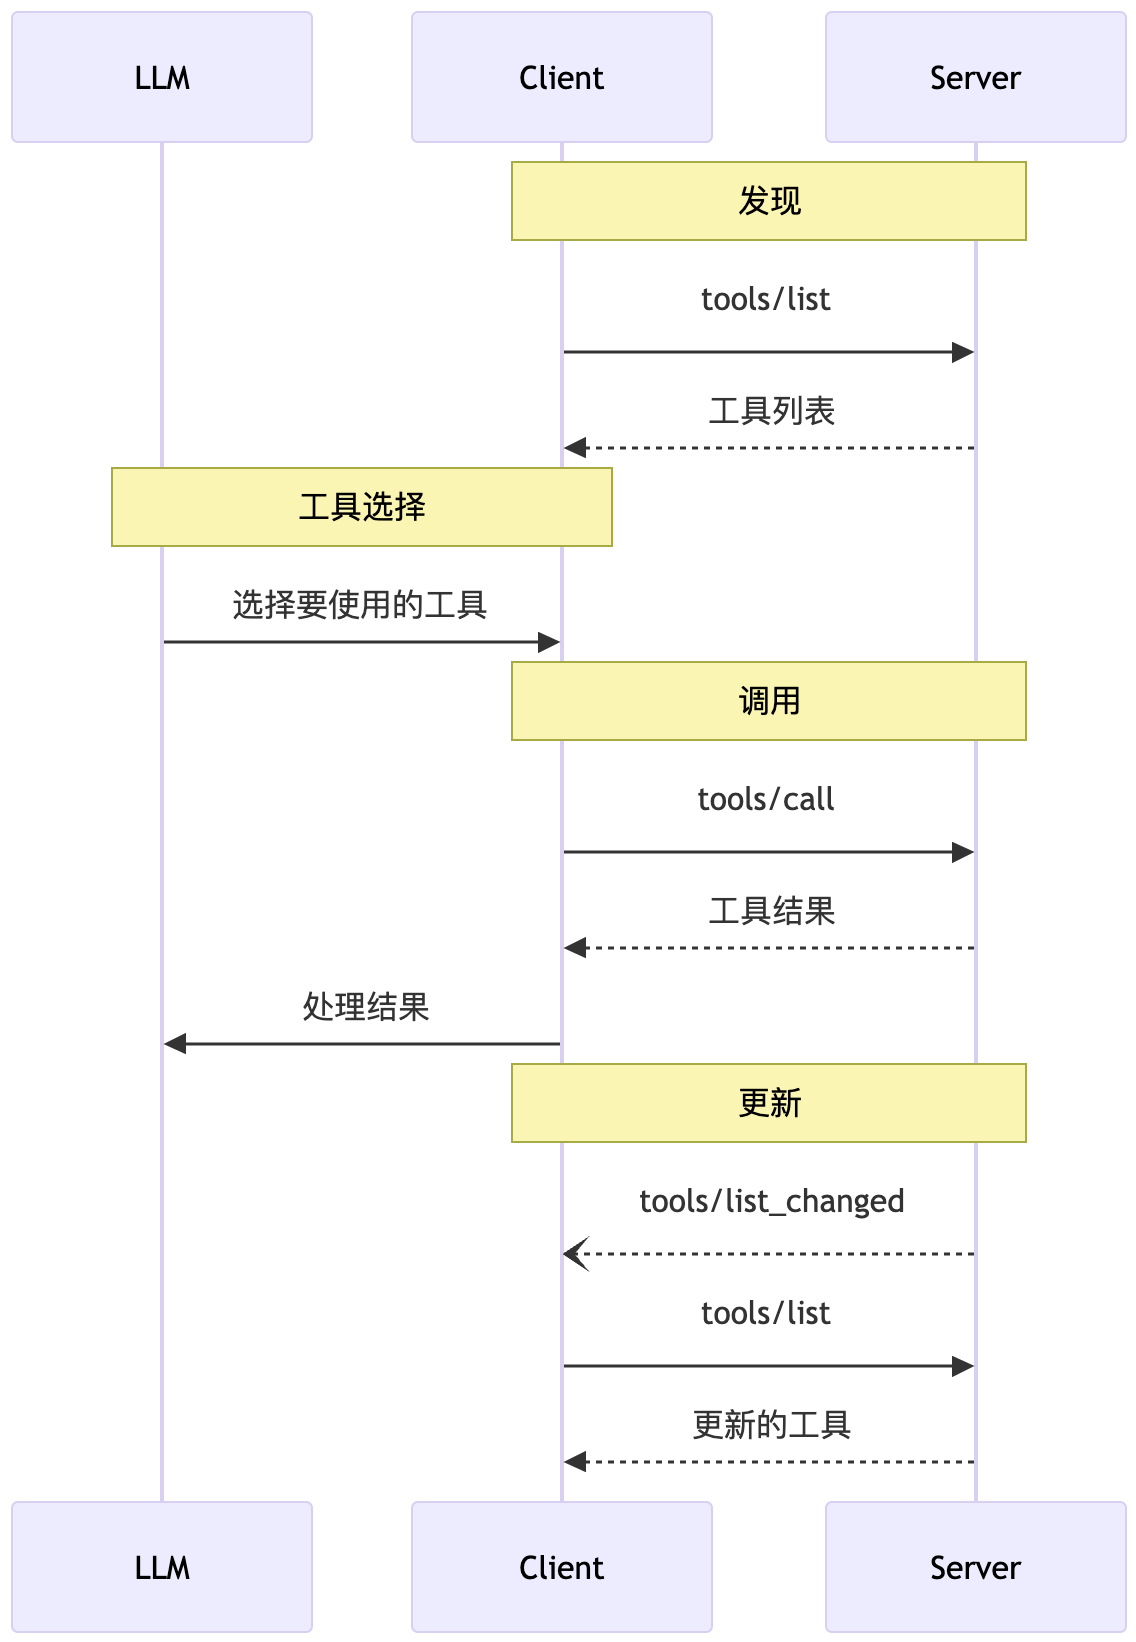 LLM
Client
Server
发现
tools/list
工具列表
工具选择
选择要使用的工具
调用
tools/call
工具结果
处理结果
更新
tools/list_changed
tools/list
更新的工具
LLM
Client
Server